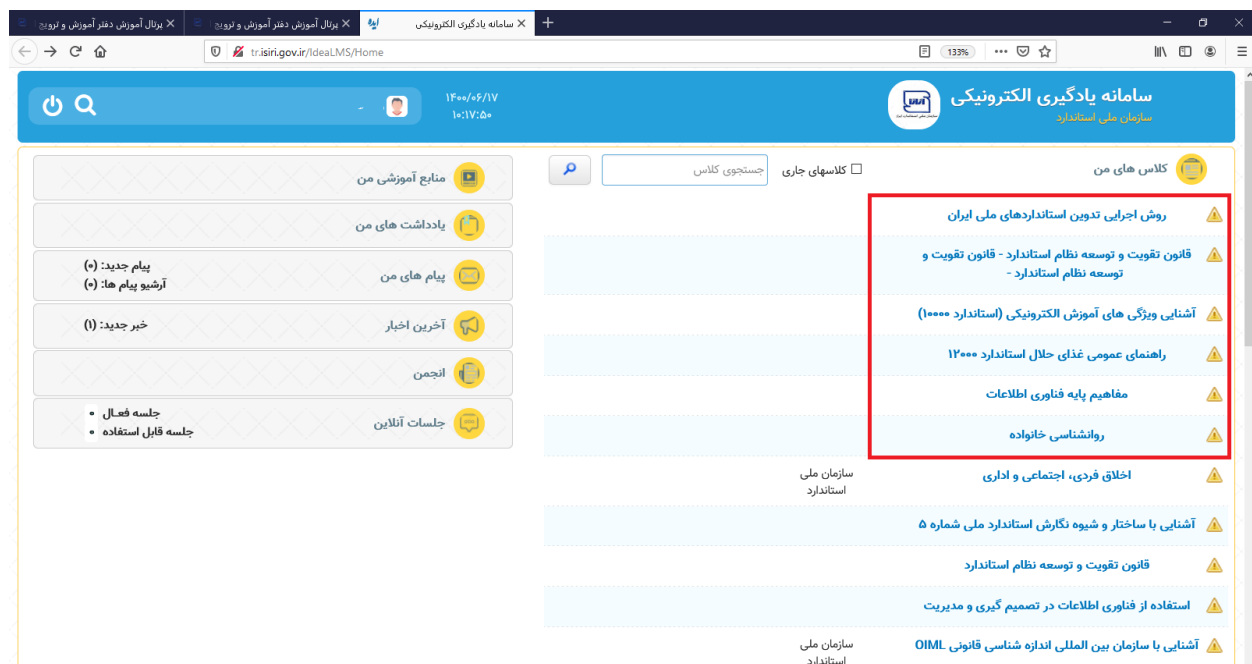 پرتال آموزش دفتر آموزش و ترویج
پرتال آموزش دفتر آموزش و ترویج
سامانه یادگیری الکترونیکی
tr.isiri.gov.ir/IdeaLMS/Home
133%
سامانه یادگیری الکترونیکی
سازمان ملی استاندارد
۱۴۰۰/۰۶/۱۷
۱۰:۱۷:۵۰
کلاس های من
کلاسهای جاری
جستجوی کلاس
روش اجرایی تدوین استانداردهای ملی ایران
قانون تقویت و توسعه نظام استاندارد - قانون تقویت و
توسعه نظام استاندارد -
آشنایی ویژگی های آموزش الکترونیکی (استاندارد ۱۰۰۰۰)
راهنمای عمومی غذای حلال استاندارد ۱۲۰۰۰
مفاهیم پایه فناوری اطلاعات
روانشناسی خانواده
اخلاق فردی، اجتماعی و اداری
سازمان ملی
استاندارد
آشنایی با ساختار و شیوه نگارش استاندارد ملی شماره ۵
قانون تقویت و توسعه نظام استاندارد
استفاده از فناوری اطلاعات در تصمیم گیری و مدیریت
آشنایی با سازمان بین المللی اندازه شناسی قانونی OIML
سازمان ملی
استاندارد
منابع آموزشی من
یادداشت های من
پیام های من
پیام جدید: (۰)
آرشیو پیام ها: (۰)
آخرین اخبار
خبر جدید: (۱)
انجمن
جلسات آنلاین
جلسه فعـال ۰
جلسه قابل استفاده ۰